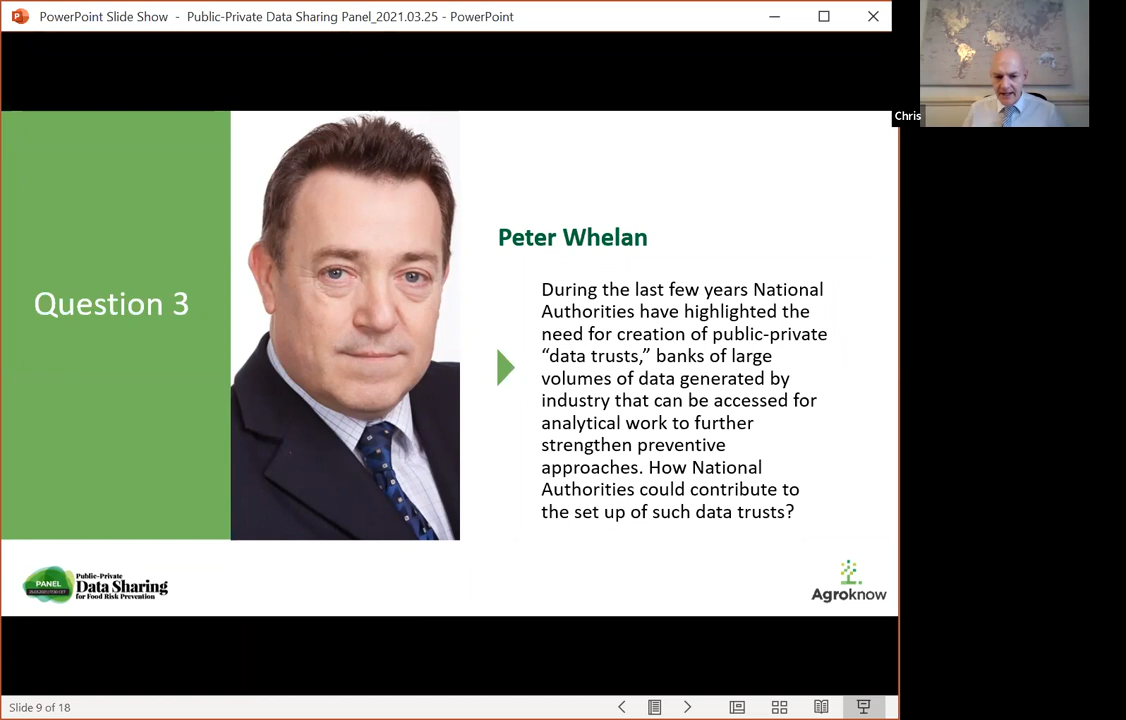 PowerPoint Slide Show - Public-Private Data Sharing Panel_2021.03.25 - PowerPoint
Chris
Question 3
Peter Whelan
During the last few years National
Authorities have highlighted the
need for creation of public-private
“data trusts,” banks of large
volumes of data generated by
industry that can be accessed for
analytical work to further
strengthen preventive
approaches. How National
Authorities could contribute to
the set up of such data trusts?
PANEL
Public-Private
Data Sharing
for Food Risk Prevention
Agroknow
Slide 9 of 18